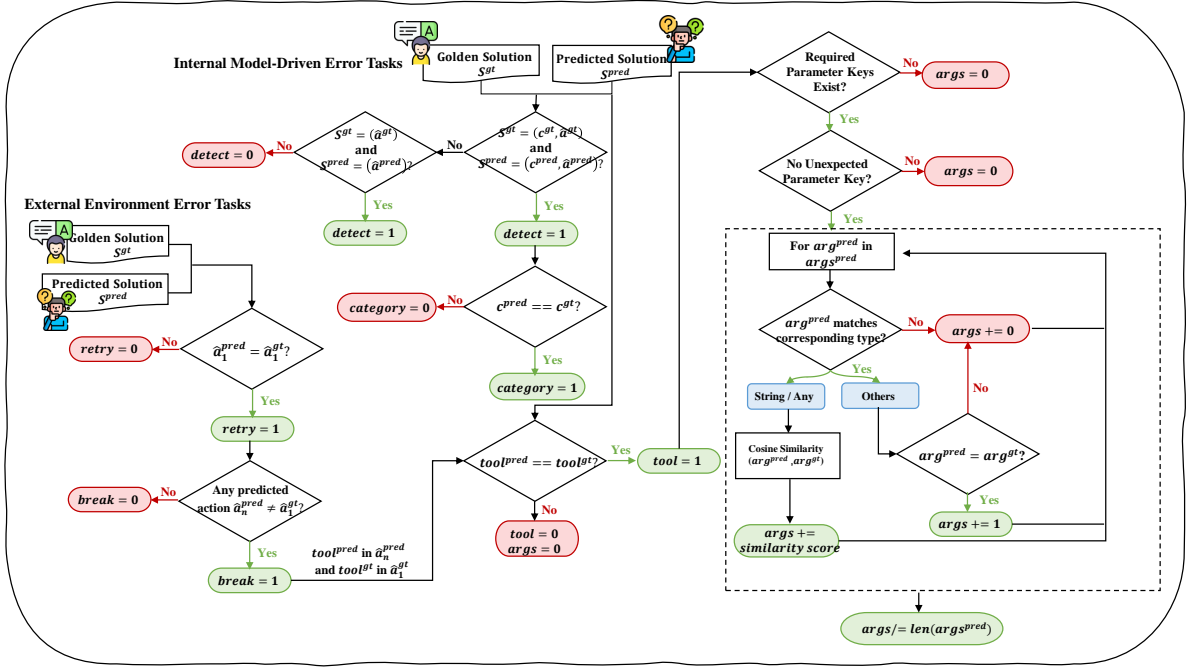 Internal Model-Driven Error Tasks
A
Golden Solution
S^{gt}
Predicted Solution
S^{pred}
S^{gt} = (c^{gt}, â^{gt})
and
S^{pred} = (c^{pred}, â^{pred})?
No
S^{gt} = (â^{gt})
and
S^{pred} = (â^{pred})?
No
detect = 0
Yes
detect = 1
Yes
detect = 1
c^{pred} == c^{gt}?
No
category = 0
Yes
category = 1
External Environment Error Tasks
A
Golden Solution
S^{gt}
Predicted Solution
S^{pred}
â_1^{pred} = â_1^{gt}?
No
retry = 0
Yes
retry = 1
Any predicted
action â_n^{pred} ≠ â_1^{gt}?
No
break = 0
Yes
break = 1
tool^{pred} in â_n^{pred}
and tool^{gt} in â_1^{gt}
tool^{pred} == tool^{gt}?
No
tool = 0
args = 0
Yes
tool = 1
Required
Parameter Keys
Exist?
No
args = 0
Yes
No Unexpected
Parameter Key?
No
args = 0
Yes
For arg^{pred} in
args^{pred}
arg^{pred} matches
corresponding type?
No
args += 0
Yes
String / Any
Others
Cosine Similarity
(arg^{pred}, arg^{gt})
args +=
similarity score
arg^{pred} = arg^{gt}?
No
Yes
args += 1
args/= len(args^{pred})